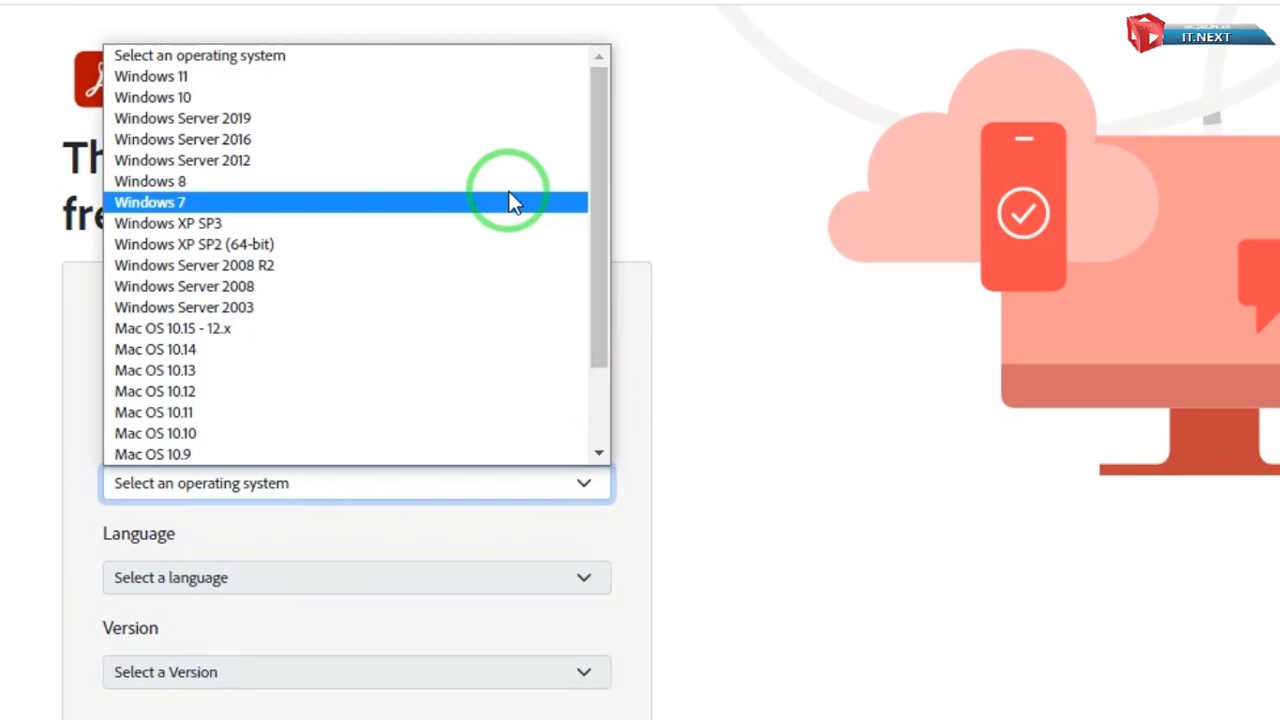 IT.NEXT
Th
fre
Select an operating system
Windows 11
Windows 10
Windows Server 2019
Windows Server 2016
Windows Server 2012
Windows 8
Windows 7
Windows XP SP3
Windows XP SP2 (64-bit)
Windows Server 2008 R2
Windows Server 2008
Windows Server 2003
Mac OS 10.15 - 12.x
Mac OS 10.14
Mac OS 10.13
Mac OS 10.12
Mac OS 10.11
Mac OS 10.10
Mac OS 10.9
Select an operating system
Language
Select a language
Version
Select a Version